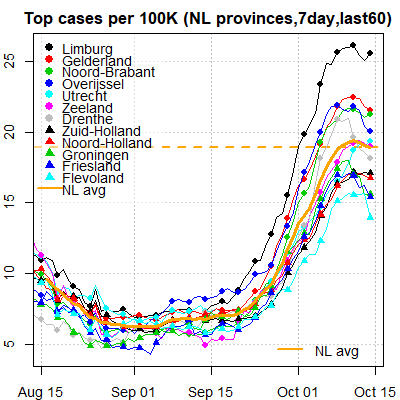 Top cases per 100K (NL provinces,7day,last60)
25
20
15
10
5
Limburg
Gelderland
Noord-Brabant
Overijssel
Utrecht
Zeeland
Drenthe
Zuid-Holland
Noord-Holland
Groningen
Friesland
Flevoland
NL avg
NL avg
Aug 15
Sep 01
Sep 15
Oct 01
Oct 15